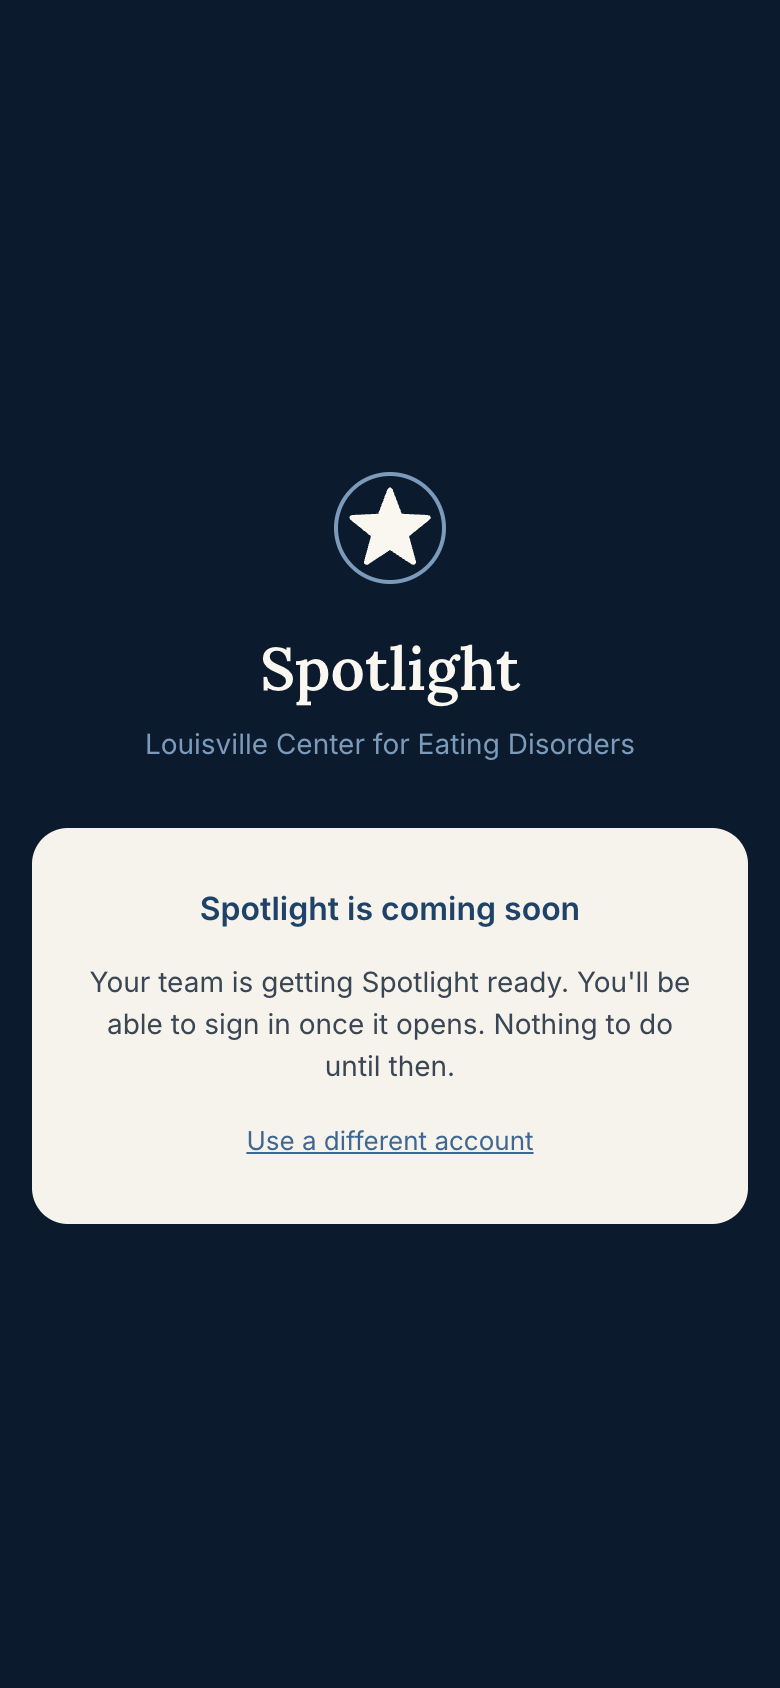 Spotlight
Louisville Center for Eating Disorders
Spotlight is coming soon
Your team is getting Spotlight ready. You'll be
able to sign in once it opens. Nothing to do
until then.
Use a different account